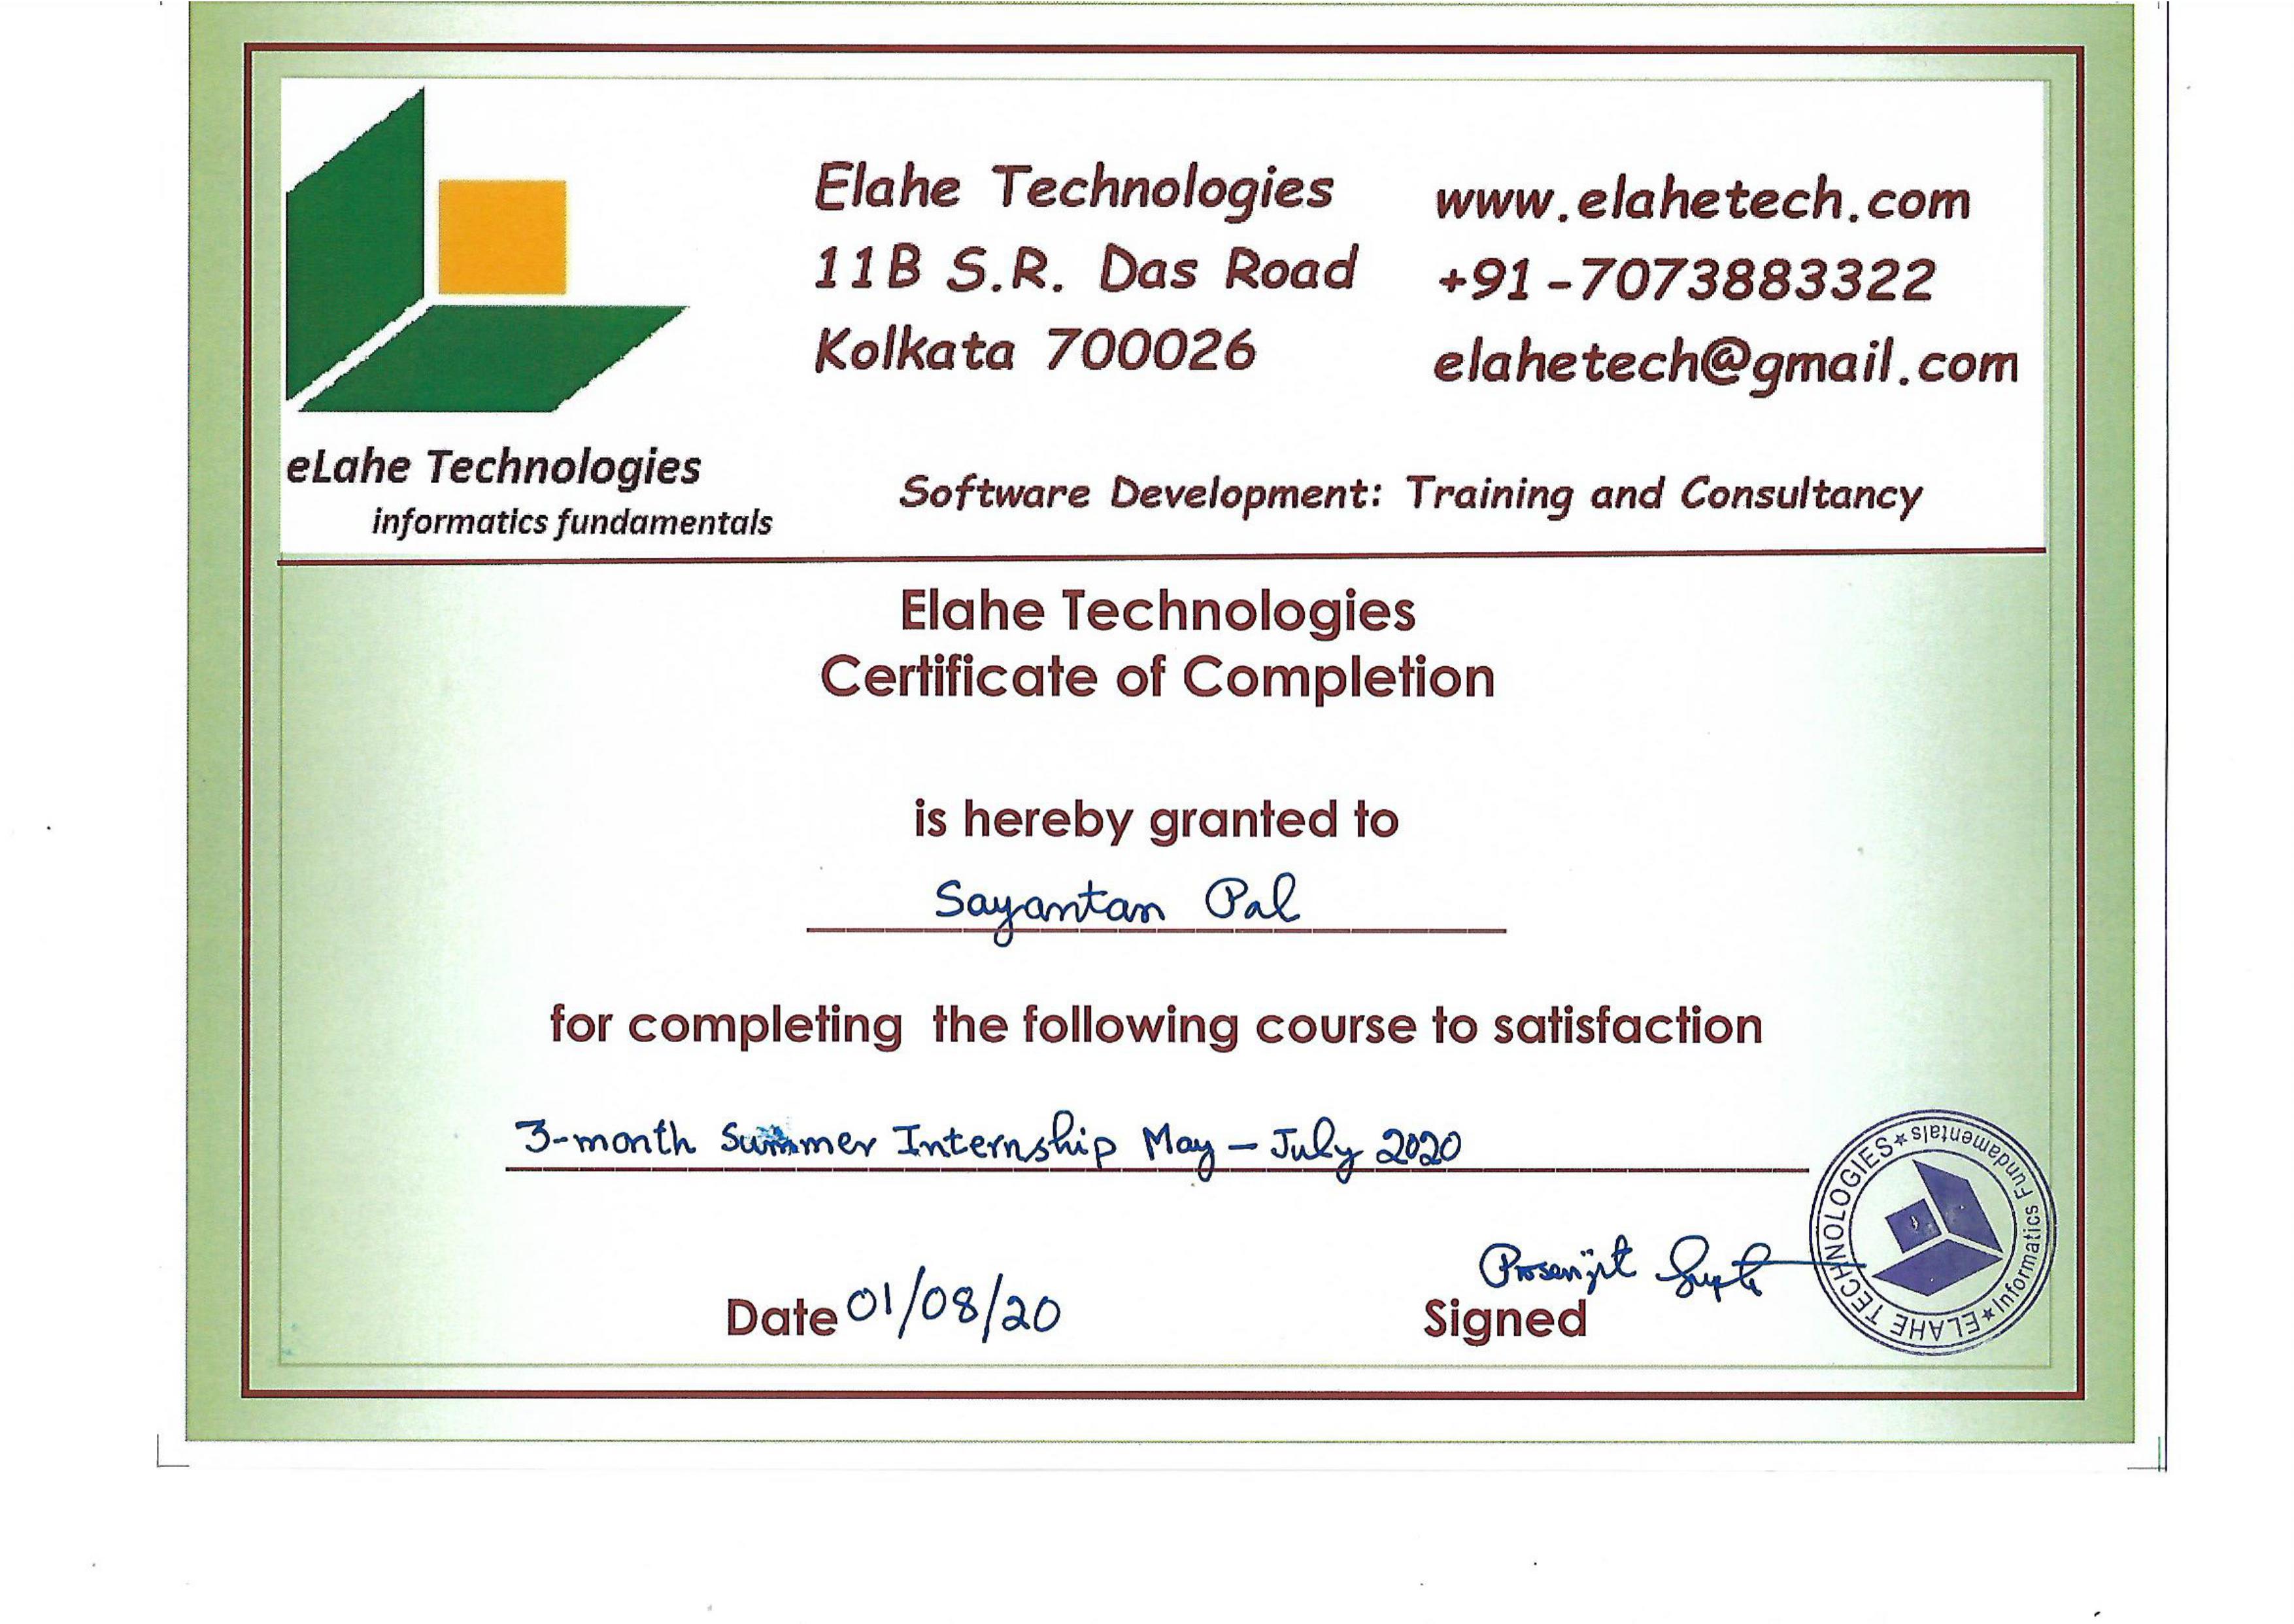 Elahe Technologies
11B S.R. Das Road
Kolkata 700026
www.elahetech.com
+91-7073883322
elahetech@gmail.com
eLahe Technologies
informatics fundamentals
Software Development: Training and Consultancy
Elahe Technologies
Certificate of Completion
is hereby granted to
Sayantan Pal
for completing the following course to satisfaction
3-month Summer Internship May - July 2020
Date 01/08/20
Prosenjit Gupta
Signed
ELAHE TECHNOLOGIES ★ Informatics Fundamentals ★